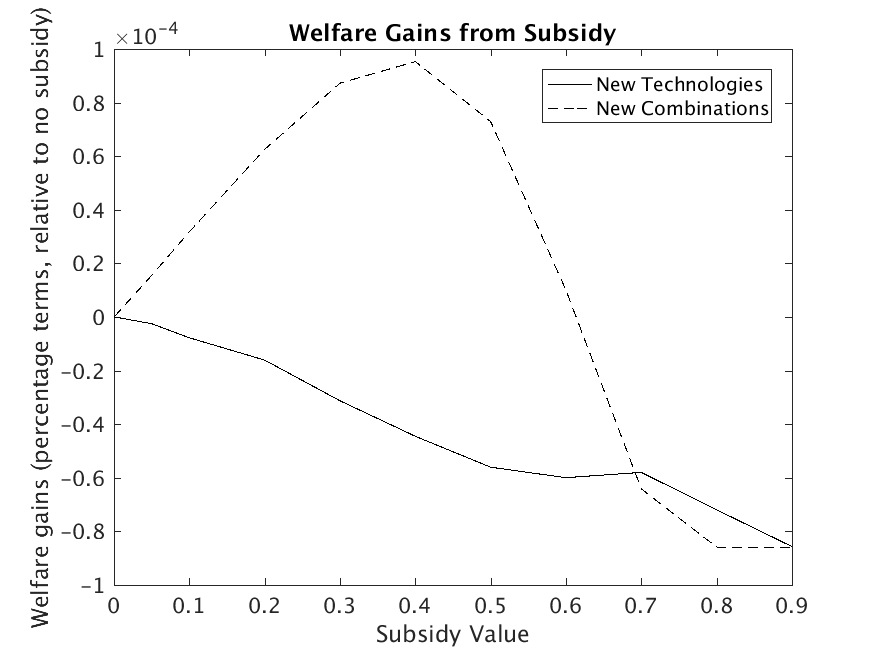 Welfare Gains from Subsidy
×10⁻⁴
1
0.8
0.6
0.4
0.2
0
-0.2
-0.4
-0.6
-0.8
-1
Welfare gains (percentage terms, relative to no subsidy)
New Technologies
New Combinations
0 0.1 0.2 0.3 0.4 0.5 0.6 0.7 0.8 0.9
Subsidy Value